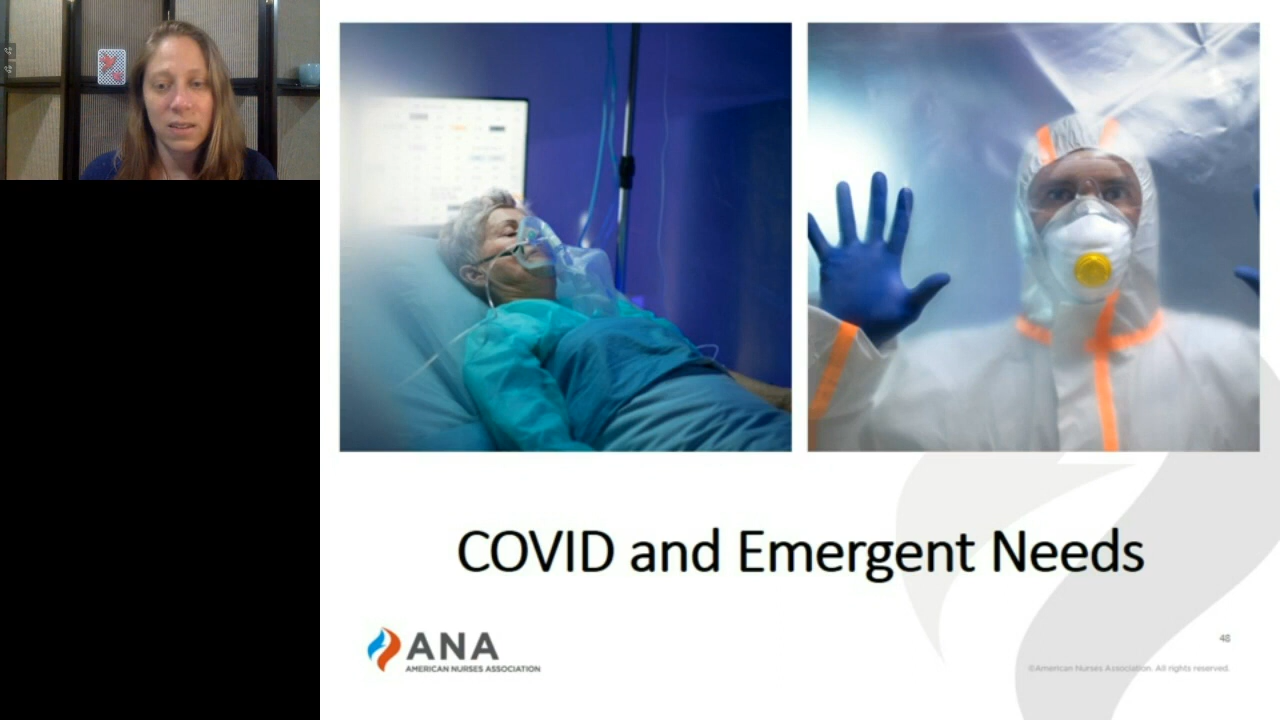 COVID and Emergent Needs
ANA
AMERICAN NURSES ASSOCIATION
48
©American Nurses Association. All rights reserved.